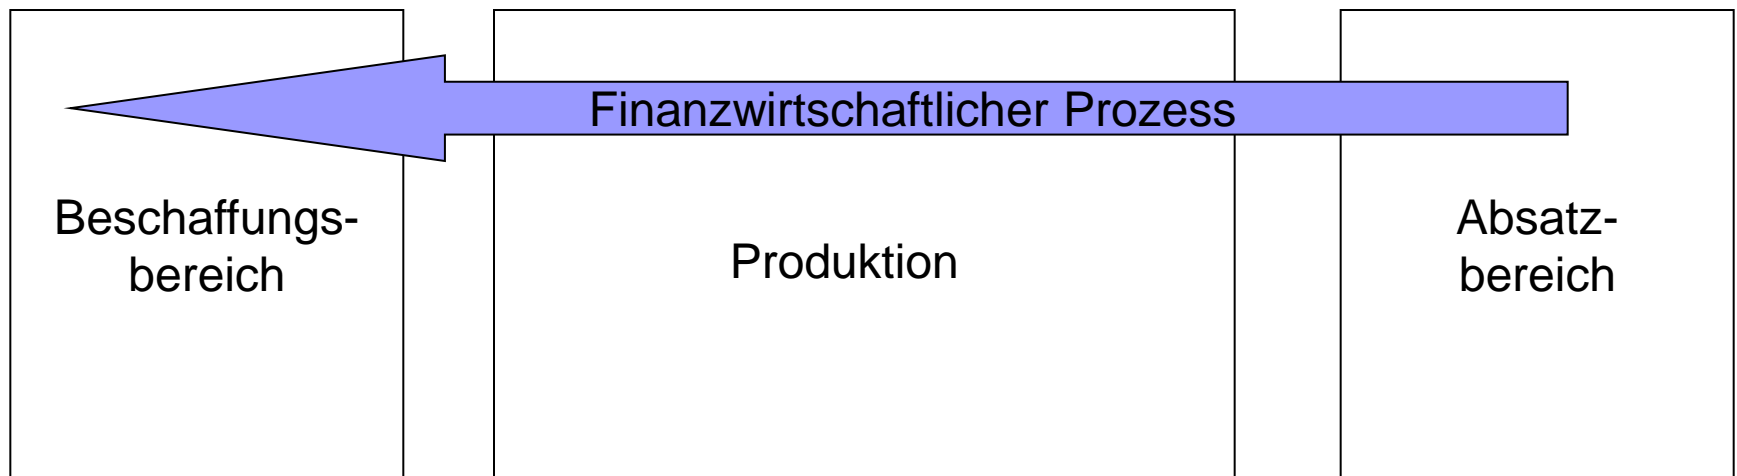 Finanzwirtschaftlicher Prozess
Beschaffungs-
bereich
Produktion
Absatz-
bereich